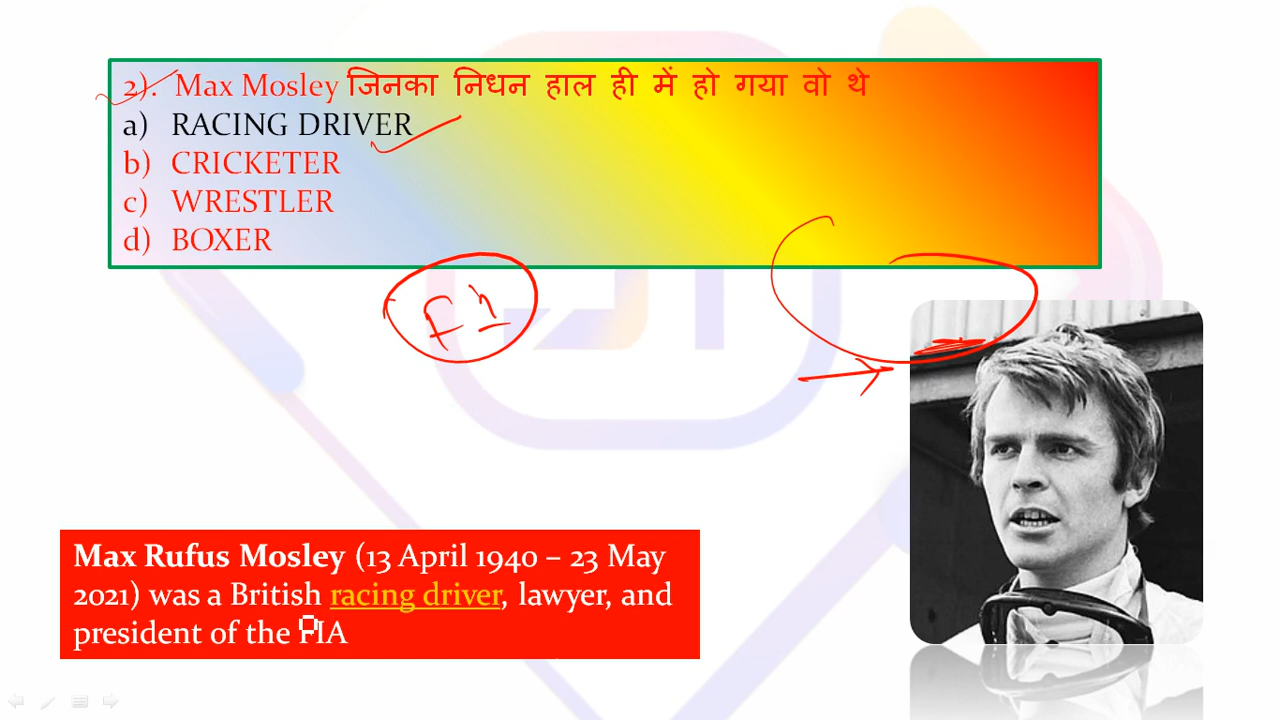 2). Max Mosley जिनका निधन हाल ही में हो गया वो थे
a) RACING DRIVER
b) CRICKETER
c) WRESTLER
d) BOXER
Max Rufus Mosley (13 April 1940 – 23 May
2021) was a British racing driver, lawyer, and
president of the FIA